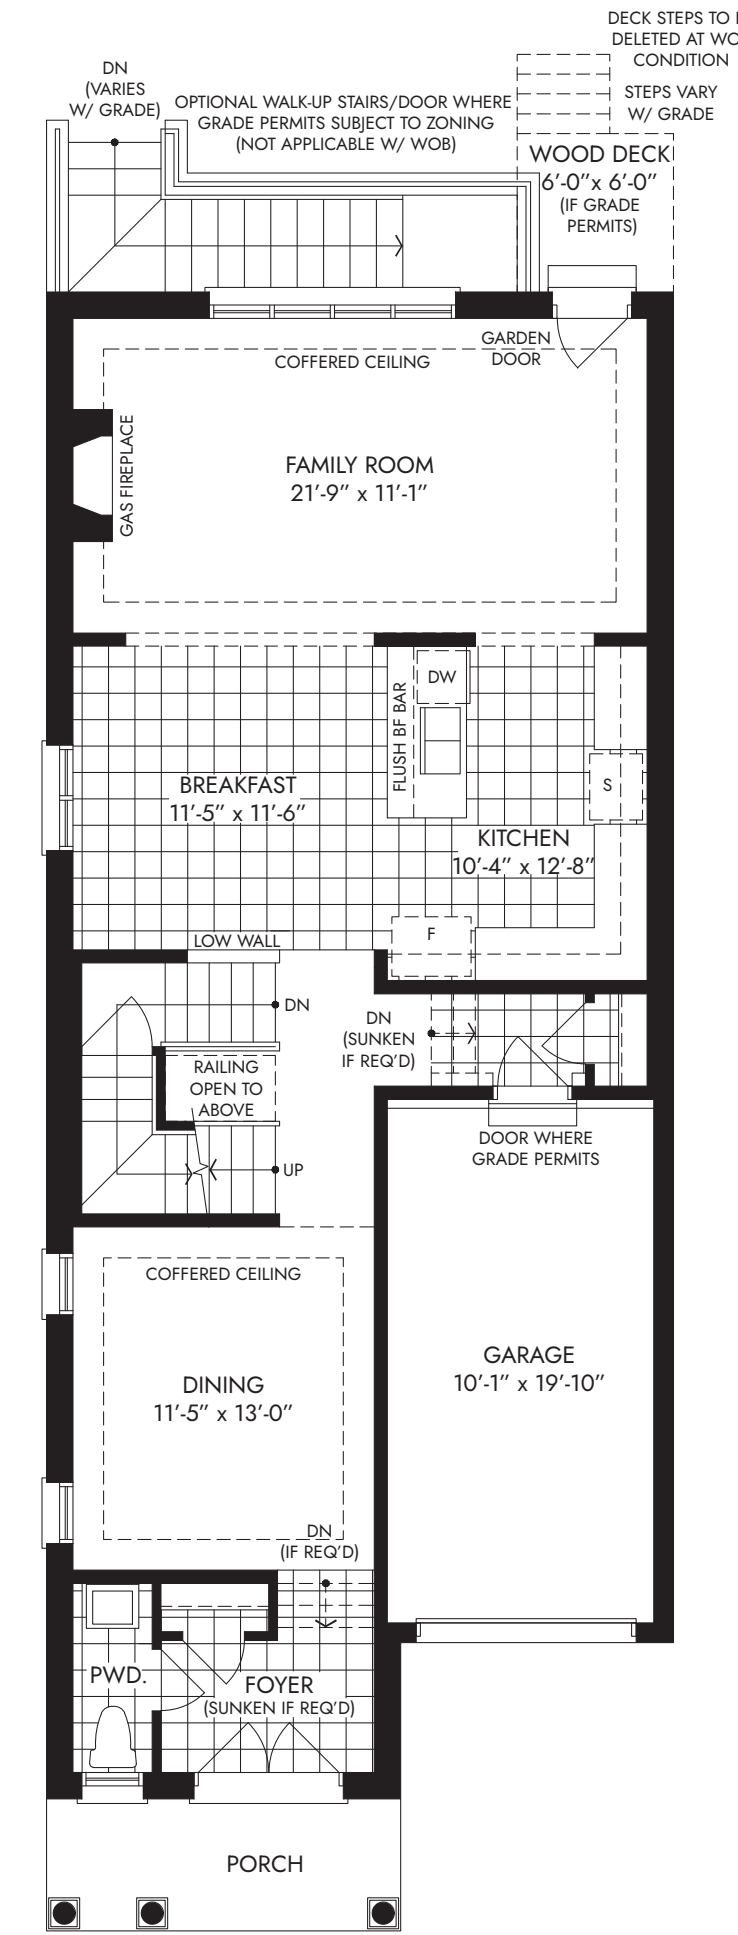 DECK STEPS TO
DELETED AT WO
CONDITION
DN
(VARIES
W/ GRADE)
STEPS VARY
W/ GRADE
OPTIONAL WALK-UP STAIRS/DOOR WHERE
GRADE PERMITS SUBJECT TO ZONING
(NOT APPLICABLE W/ WOB)
WOOD DECK
6'-0"x 6'-0"
(IF GRADE
PERMITS)
GARDEN
DOOR
COFFERED CEILING
GAS FIREPLACE
FAMILY ROOM
21'-9" x 11'-1"
DW
FLUSH BF BAR
S
BREAKFAST
11'-5" x 11'-6"
KITCHEN
10'-4" x 12'-8"
F
LOW WALL
DN
DN
(SUNKEN
IF REQ'D)
RAILING
OPEN TO
ABOVE
UP
DOOR WHERE
GRADE PERMITS
COFFERED CEILING
GARAGE
10'-1" x 19'-10"
DINING
11'-5" x 13'-0"
DN
(IF REQ'D)
PWD.
FOYER
(SUNKEN IF REQ'D)
PORCH